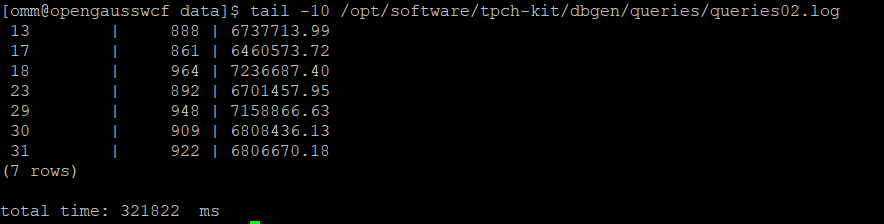 [omm@opengausswcf data]$ tail -10 /opt/software/tpch-kit/dbgen/queries/queries02.log
 13         |     888 | 6737713.99
 17         |     861 | 6460573.72
 18         |     964 | 7236687.40
 23         |     892 | 6701457.95
 29         |     948 | 7158866.63
 30         |     909 | 6808436.13
 31         |     922 | 6806670.18
(7 rows)

total time: 321822  ms